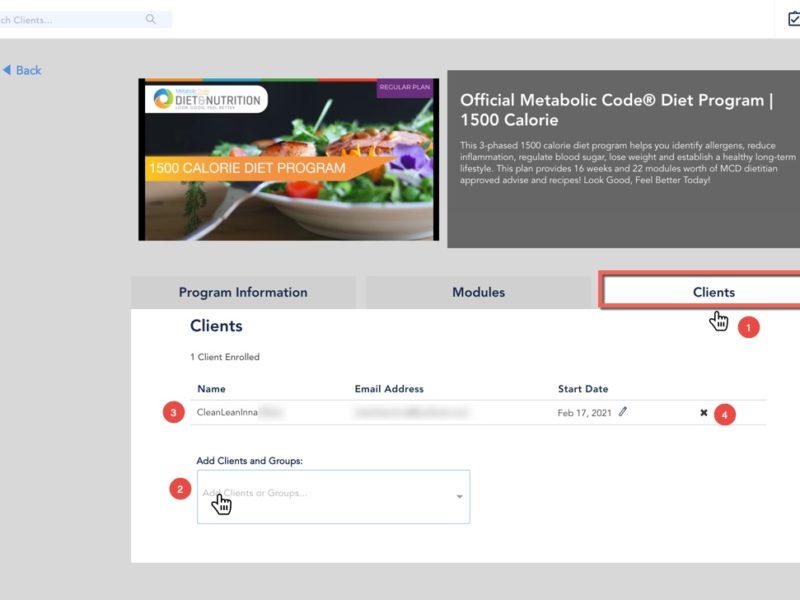 ch Clients...
Back
Metabolic Code
DIET&NUTRITION
LOOK GOOD, FEEL BETTER
REGULAR PLAN
1500 CALORIE DIET PROGRAM
Official Metabolic Code® Diet Program |
1500 Calorie
This 3-phased 1500 calorie diet program helps you identify allergens, reduce
inflammation, regulate blood sugar, lose weight and establish a healthy long-term
lifestyle. This plan provides 16 weeks and 22 modules worth of MCD dietitian
approved advise and recipes! Look Good, Feel Better Today!
Program Information
Modules
Clients
1
Clients
1 Client Enrolled
Name
Email Address
Start Date
3
CleanLeanInna
Feb 17, 2021
4
Add Clients and Groups:
2
Add Clients or Groups...